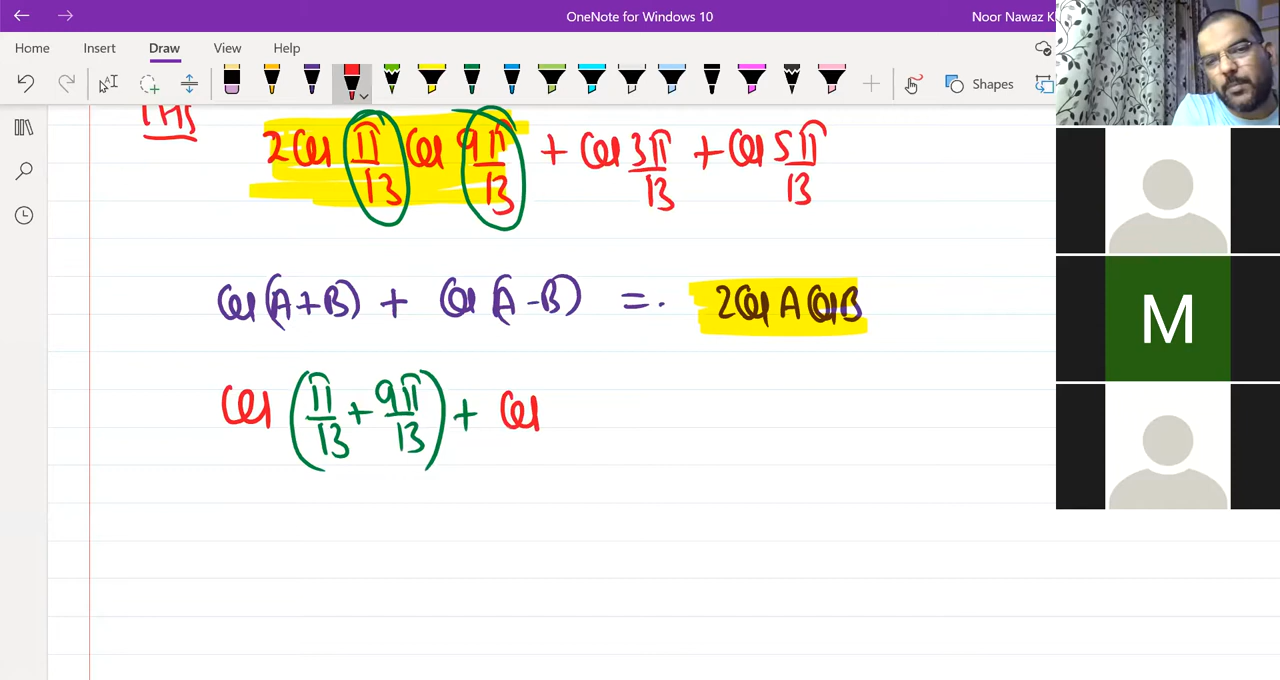 OneNote for Windows 10
Noor Nawaz K
Home Insert Draw View Help
Shapes
LHS
2Cos π/13 Cos 9π/13 + Cos 3π/13 + Cos 5π/13
Cos(A+B) + Cos(A-B) = . 2Cos A Cos B
Cos (π/13 + 9π/13) + Cos
M